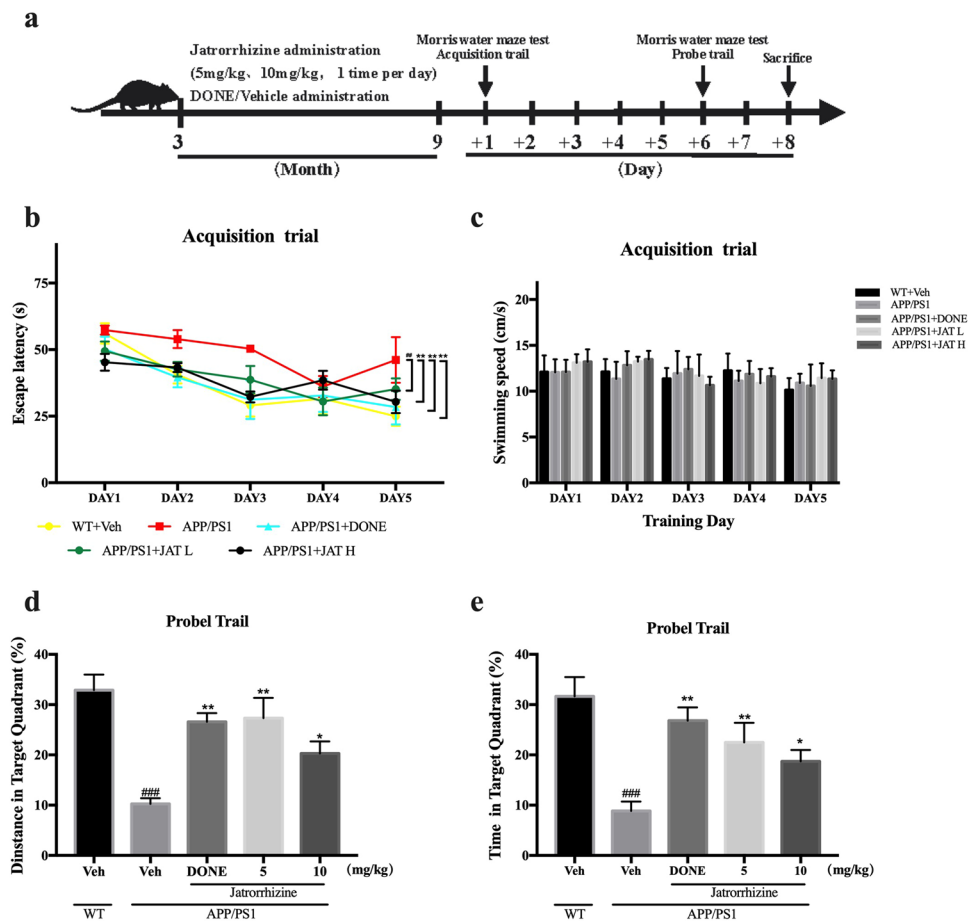 a
Jatrorrhizine administration
(5mg/kg、10mg/kg, 1 time per day)
DONE/Vehicle administration
Morris water maze test
Acquisition trail
Morris water maze test
Probe trail
Sacrifice
3 9 +1 +2 +3 +4 +5 +6 +7 +8
(Month) (Day)
b
Acquisition trial
Escape latency (s)
75
50
25
0
# ** ** **
DAY1 DAY2 DAY3 DAY4 DAY5
WT+Veh APP/PS1 APP/PS1+DONE
APP/PS1+JAT L APP/PS1+JAT H
c
Acquisition trial
Swimming speed (cm/s)
20
15
10
5
0
DAY1 DAY2 DAY3 DAY4 DAY5
Training Day
WT+Veh
APP/PS1
APP/PS1+DONE
APP/PS1+JAT L
APP/PS1+JAT H
d
Probel Trail
Dinstance in Target Quadrant (%)
40
30
20
10
0
### ** ** *
Veh Veh DONE 5 10 (mg/kg)
Jatrorrhizine
WT APP/PS1
e
Probel Trail
Time in Target Quadrant (%)
40
30
20
10
0
### ** ** *
Veh Veh DONE 5 10 (mg/kg)
Jatrorrhizine
WT APP/PS1